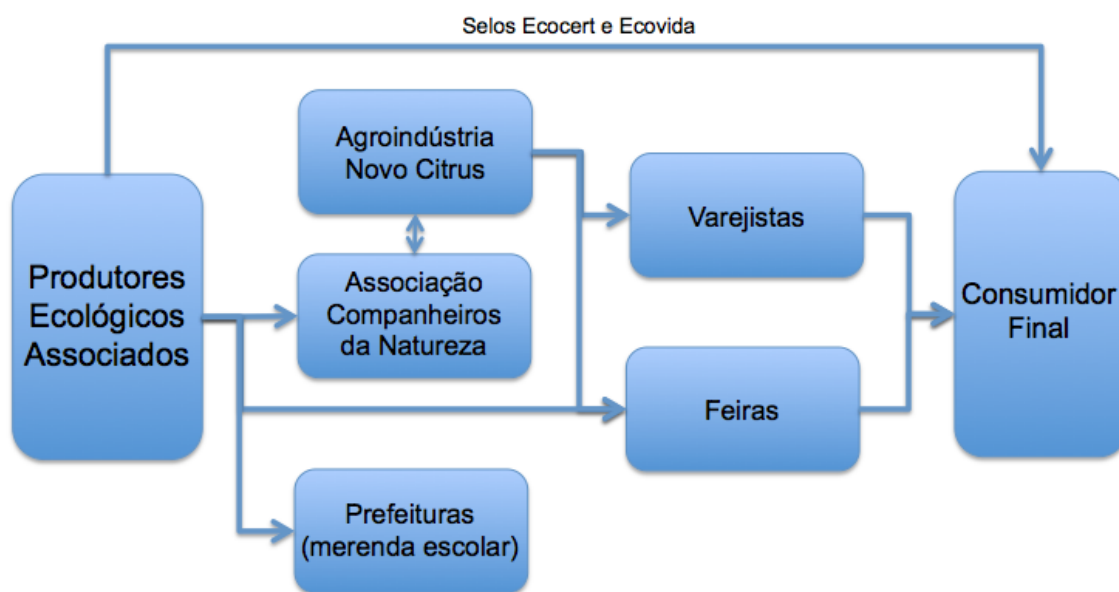 Selos Ecocert e Ecovida
Agroindústria
Novo Citrus
Varejistas
Produtores
Ecológicos
Associados
Associação
Companheiros
da Natureza
Consumidor
Final
Feiras
Prefeituras
(merenda escolar)